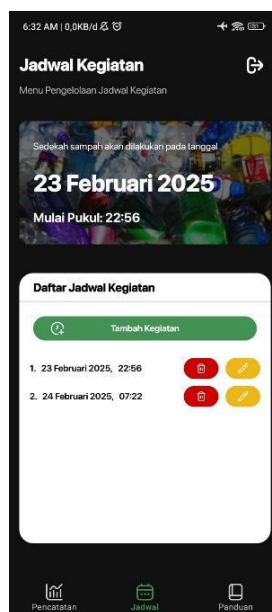 6:32 AM | 0,0KB/d
Jadwal Kegiatan
Menu Pengelolaan Jadwal Kegiatan
Sedekah sampah akan dilakukan pada tanggal
23 Februari 2025
Mulai Pukul: 22:56
Daftar Jadwal Kegiatan
Tambah Kegiatan
1. 23 Februari 2025, 22:56
2. 24 Februari 2025, 07:22
Pencatatan Jadwal Panduan